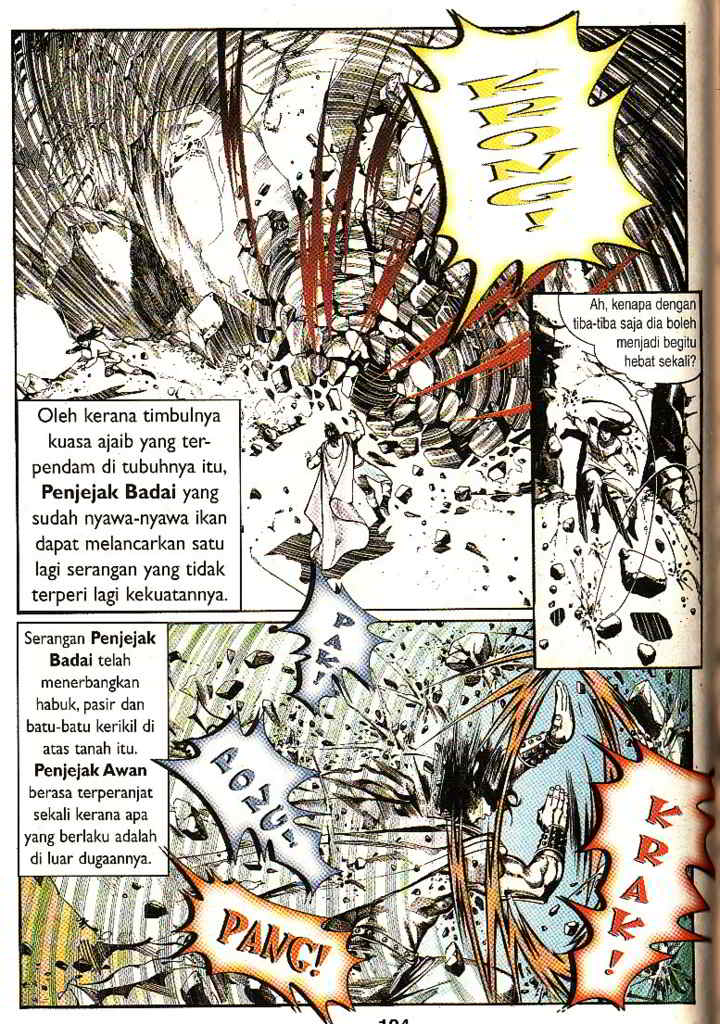 KRONG!
Ah, kenapa dengan
tiba-tiba saja dia boleh
menjadi begitu
hebat sekali?
Oleh kerana timbulnya
kuasa ajaib yang ter-
pendam di tubuhnya itu,
Penjejak Badai yang
sudah nyawa-nyawa ikan
dapat melancarkan satu
lagi serangan yang tidak
terperi lagi kekuatannya.
PAK!
Serangan Penjejak
Badai telah
menerbangkan
habuk, pasir dan
batu-batu kerikil di
atas tanah itu.
Penjejak Awan
berasa terperanjat
sekali kerana apa
yang berlaku adalah
di luar dugaannya.
KRAK!
PANG!